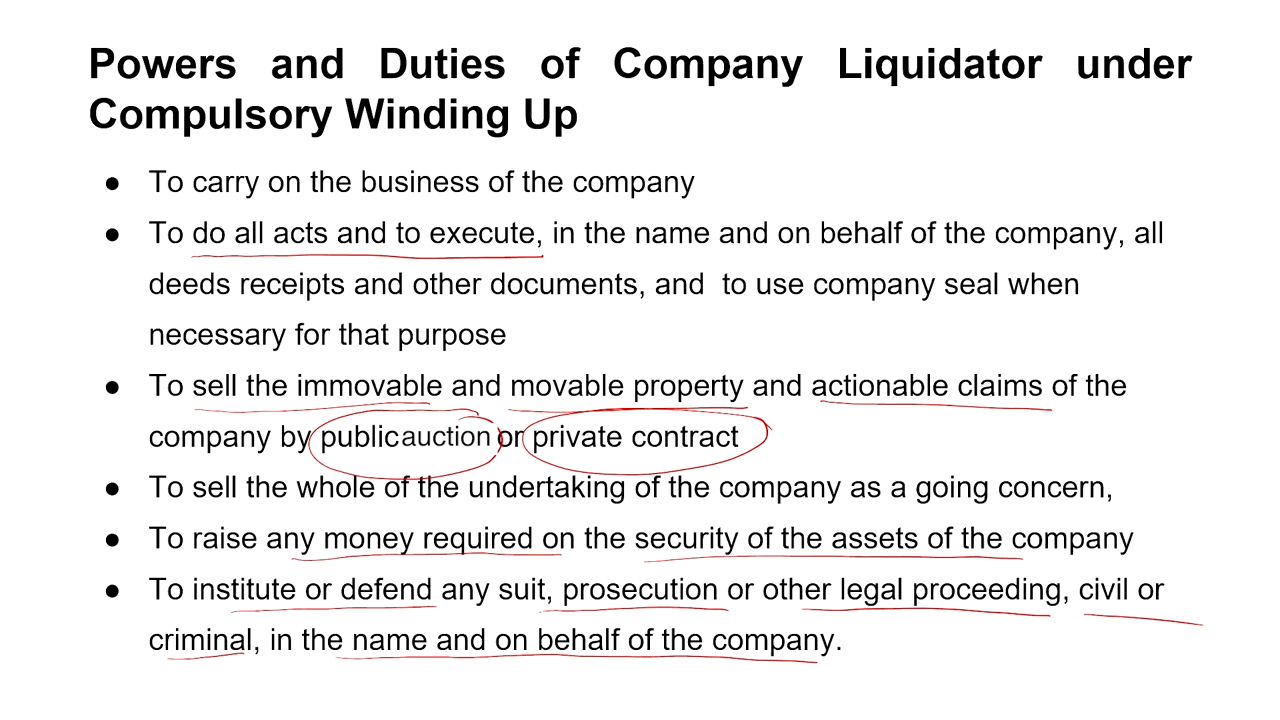 Powers and Duties of Company Liquidator under
Compulsory Winding Up
● To carry on the business of the company
● To do all acts and to execute, in the name and on behalf of the company, all
deeds receipts and other documents, and  to use company seal when
necessary for that purpose
● To sell the immovable and movable property and actionable claims of the
company by public auction or private contract
● To sell the whole of the undertaking of the company as a going concern,
● To raise any money required on the security of the assets of the company
● To institute or defend any suit, prosecution or other legal proceeding, civil or
criminal, in the name and on behalf of the company.